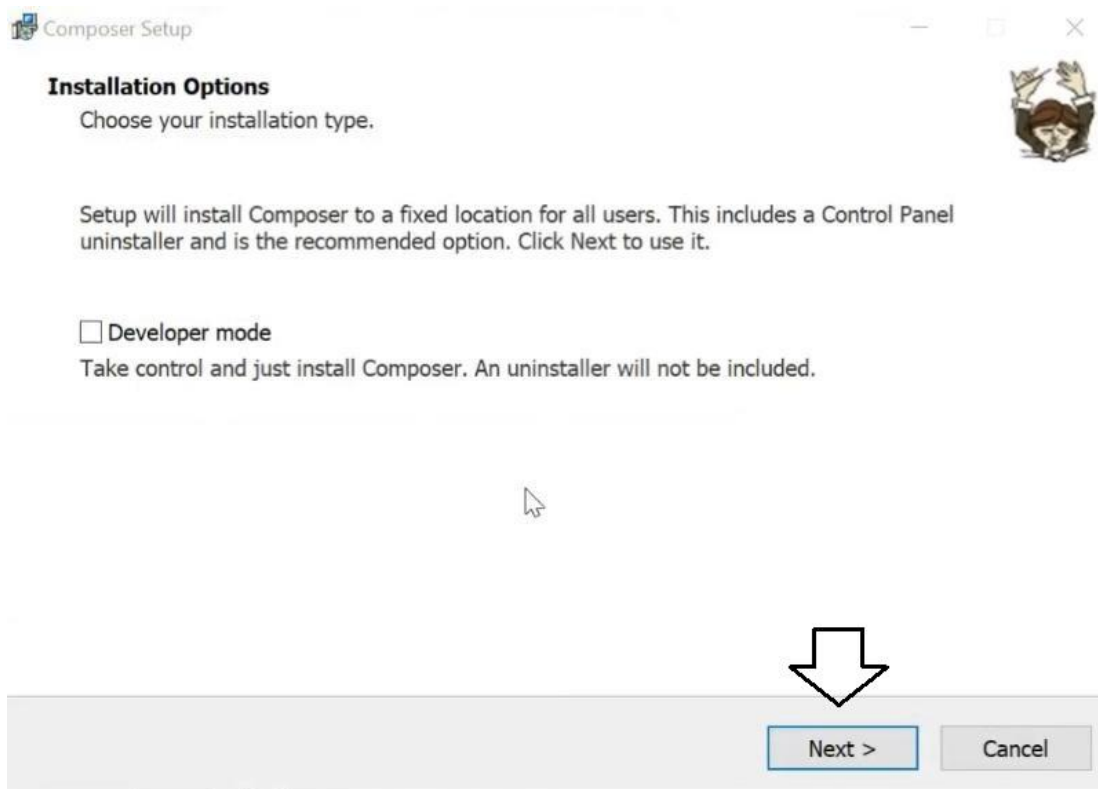 Composer Setup
Installation Options
Choose your installation type.
Setup will install Composer to a fixed location for all users. This includes a Control Panel
uninstaller and is the recommended option. Click Next to use it.
Developer mode
Take control and just install Composer. An uninstaller will not be included.
Next >
Cancel